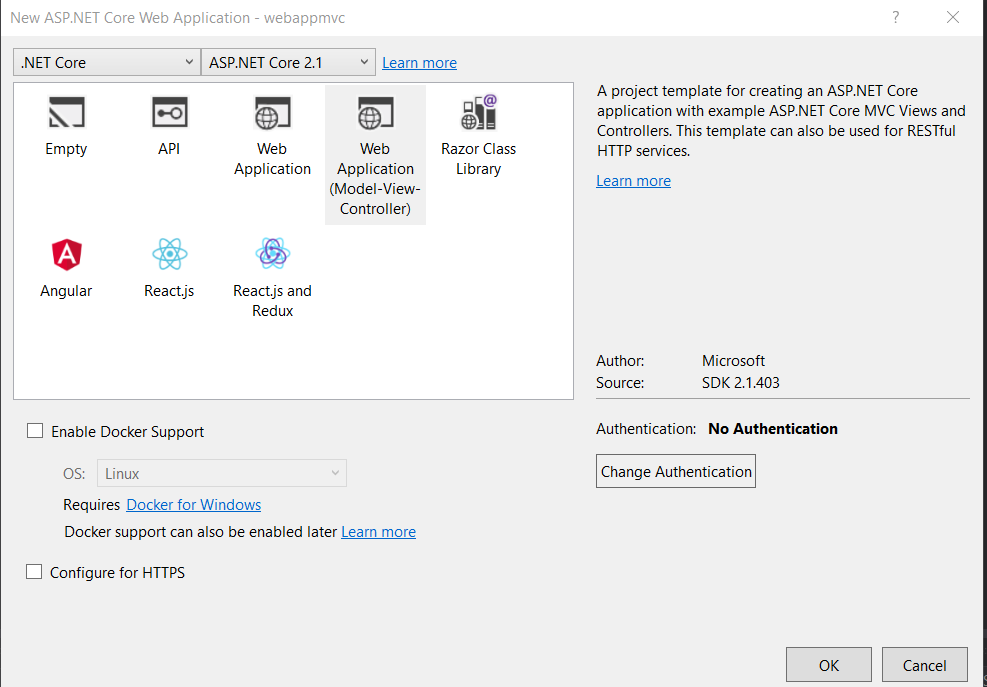 New ASP.NET Core Web Application - webappmvc
?
.NET Core
ASP.NET Core 2.1
Learn more
Empty
API
Web
Application
Web
Application
(Model-View-
Controller)
Razor Class
Library
Angular
React.js
React.js and
Redux
A project template for creating an ASP.NET Core
application with example ASP.NET Core MVC Views and
Controllers. This template can also be used for RESTful
HTTP services.
Learn more
Author: Microsoft
Source: SDK 2.1.403
Authentication: No Authentication
Change Authentication
Enable Docker Support
OS: Linux
Requires Docker for Windows
Docker support can also be enabled later Learn more
Configure for HTTPS
OK
Cancel